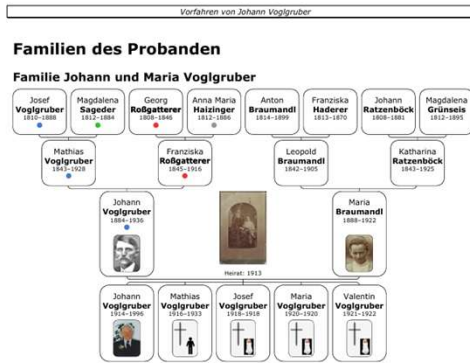 Vorfahren von Johann Voglgruber
Familien des Probanden
Familie Johann und Maria Voglgruber
Josef
Voglgruber
1810–1888
Magdalena
Sageder
1812–1884
Georg
Roßgatterer
1808–1846
Anna Maria
Haizinger
1812–1886
Anton
Braumandl
1814–1899
Franziska
Haderer
1813–1870
Johann
Ratzenböck
1808–1881
Magdalena
Grünseis
1812–1895
Mathias
Voglgruber
1843–1928
Franziska
Roßgatterer
1845–1916
Leopold
Braumandl
1842–1905
Katharina
Ratzenböck
1843–1925
Johann
Voglgruber
1884–1936
Maria
Braumandl
1888–1922
Heirat: 1913
Johann
Voglgruber
1914–1996
Mathias
Voglgruber
1916–1933
Josef
Voglgruber
1918–1918
Maria
Voglgruber
1920–1920
Valentin
Voglgruber
1921–1922